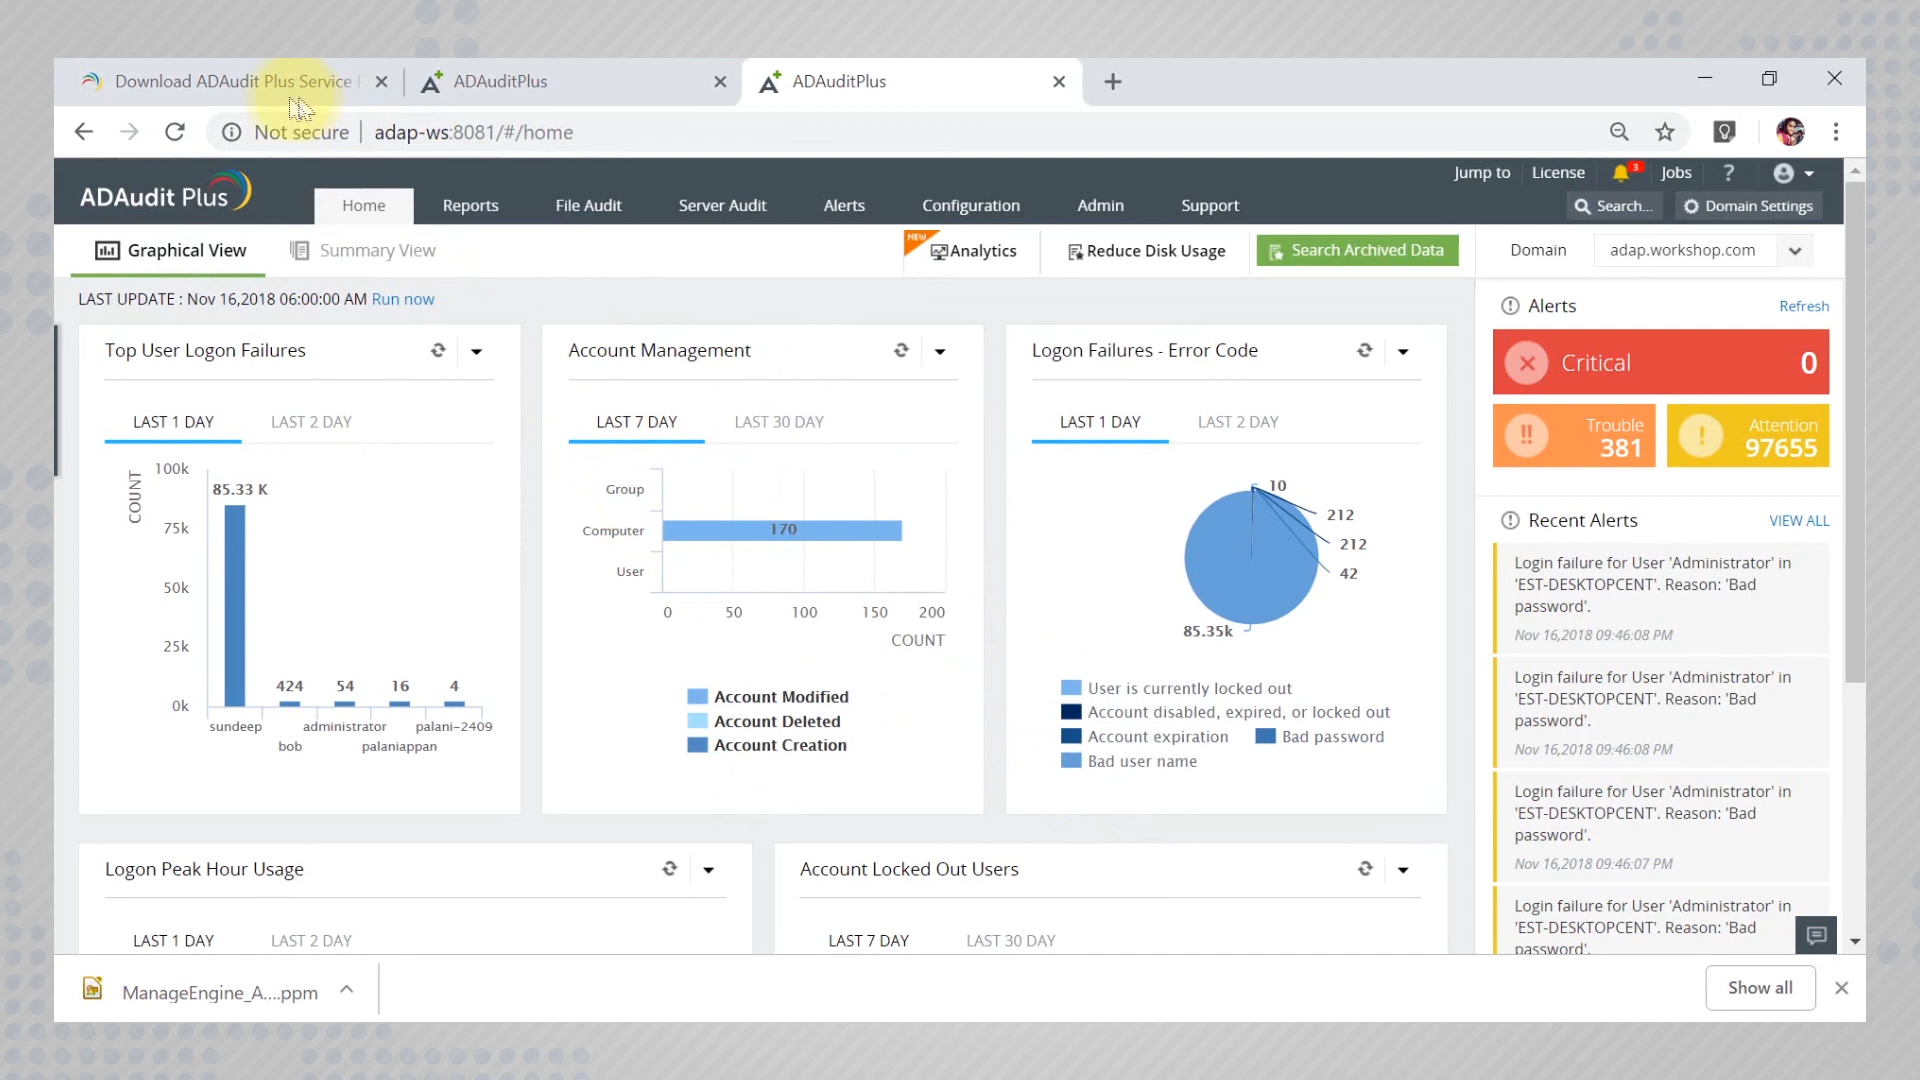 Download ADAudit Plus Service
ADAuditPlus
ADAuditPlus
Not secure
adap-ws:8081/#/home
ADAudit Plus
Home
Reports
File Audit
Server Audit
Alerts
Configuration
Admin
Support
Jump to
License
3
Jobs
?
Search...
Domain Settings
Graphical View
Summary View
NEW
Analytics
Reduce Disk Usage
Search Archived Data
Domain
adap.workshop.com
LAST UPDATE : Nov 16,2018 06:00:00 AM Run now
Top User Logon Failures
LAST 1 DAY
LAST 2 DAY
COUNT
100k
75k
50k
25k
0k
85.33 K
424
54
16
4
sundeep
bob
administrator
palaniappan
palani-2409
Account Management
LAST 7 DAY
LAST 30 DAY
Group
Computer
User
170
0
50
100
150
200
COUNT
Account Modified
Account Deleted
Account Creation
Logon Failures - Error Code
LAST 1 DAY
LAST 2 DAY
10
212
212
42
85.35k
User is currently locked out
Account disabled, expired, or locked out
Account expiration
Bad password
Bad user name
Alerts
Refresh
Critical
0
Trouble
381
Attention
97655
Recent Alerts
VIEW ALL
Login failure for User 'Administrator' in
'EST-DESKTOPCENT'. Reason: 'Bad
password'.
Nov 16,2018 09:46:08 PM
Login failure for User 'Administrator' in
'EST-DESKTOPCENT'. Reason: 'Bad
password'.
Nov 16,2018 09:46:08 PM
Login failure for User 'Administrator' in
'EST-DESKTOPCENT'. Reason: 'Bad
password'.
Nov 16,2018 09:46:07 PM
Login failure for User 'Administrator' in
'EST-DESKTOPCENT'. Reason: 'Bad
password'.
Logon Peak Hour Usage
LAST 1 DAY
LAST 2 DAY
Account Locked Out Users
LAST 7 DAY
LAST 30 DAY
ManageEngine_A....ppm
Show all